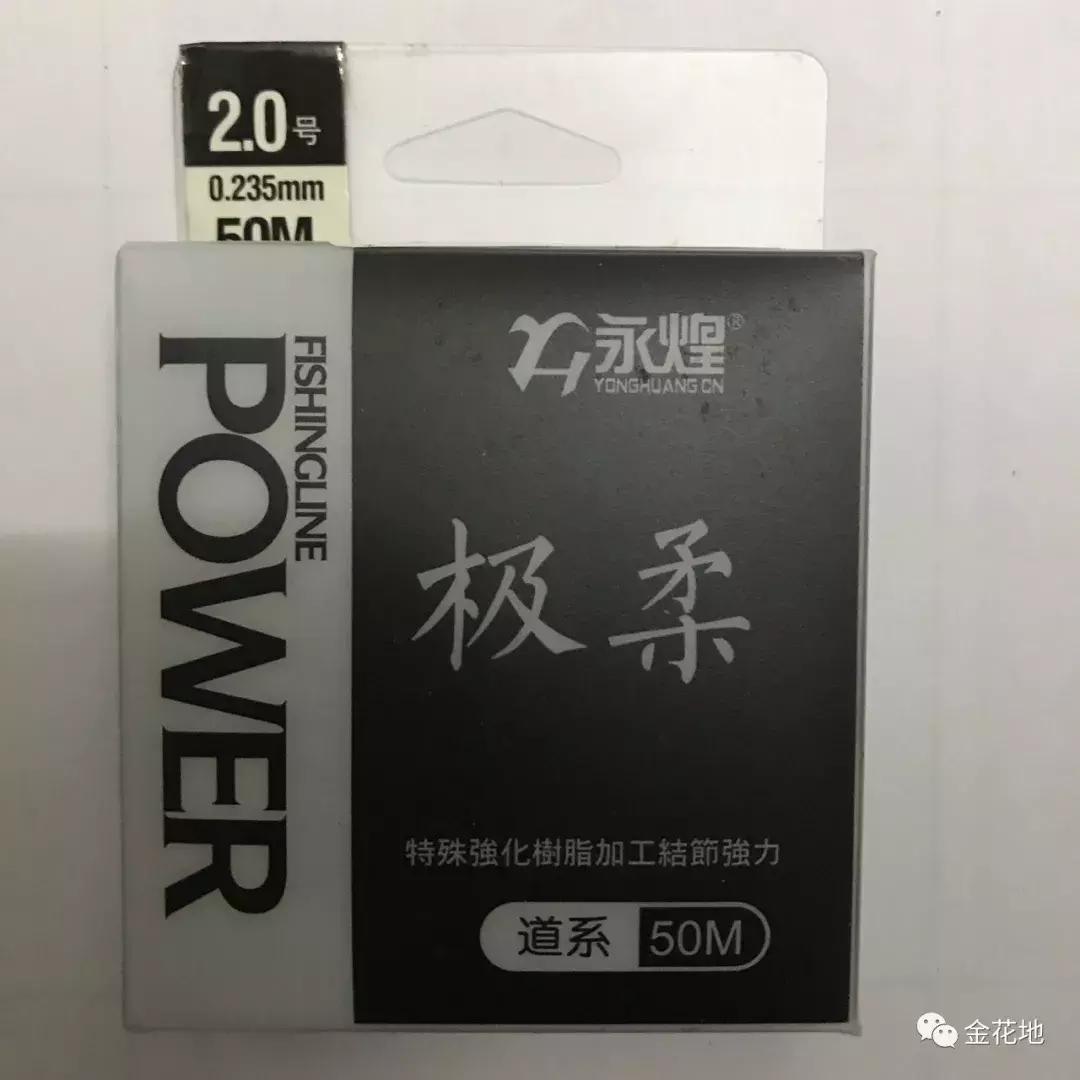 2.0号
0.235mm
50M
FISHINGLINE
POWER
永煌®
YONGHUANG.CN
极柔
特殊強化樹脂加工結節強力
道系 50M
金花地